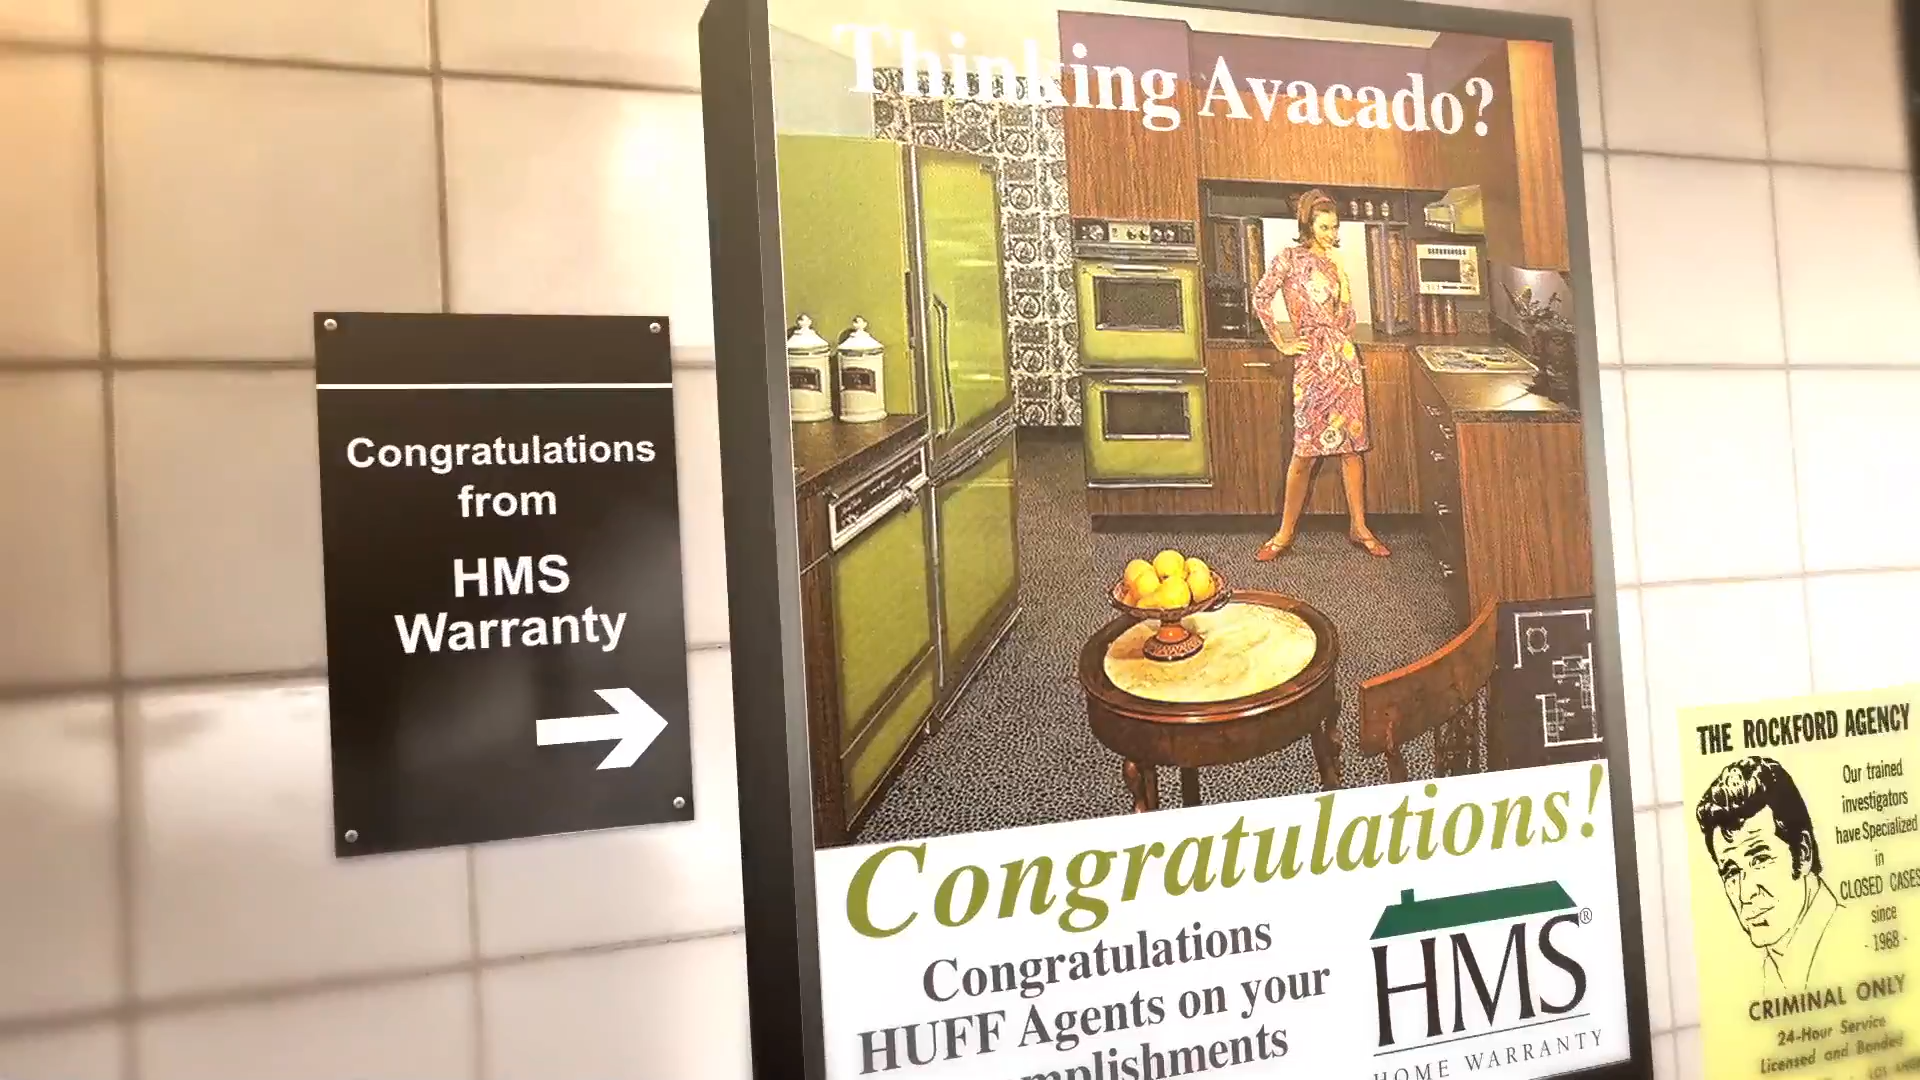 Congratulations
from
HMS
Warranty
Thinking Avacado?
Congratulations!
Congratulations
HUFF Agents on your
HMS®
HOME WARRANTY
THE ROCKFORD AGENCY
Our trained
investigators
have Specialized
in
CLOSED CASES
since
- 1968 -
CRIMINAL ONLY
24-Hour Service
Licensed and Bonded